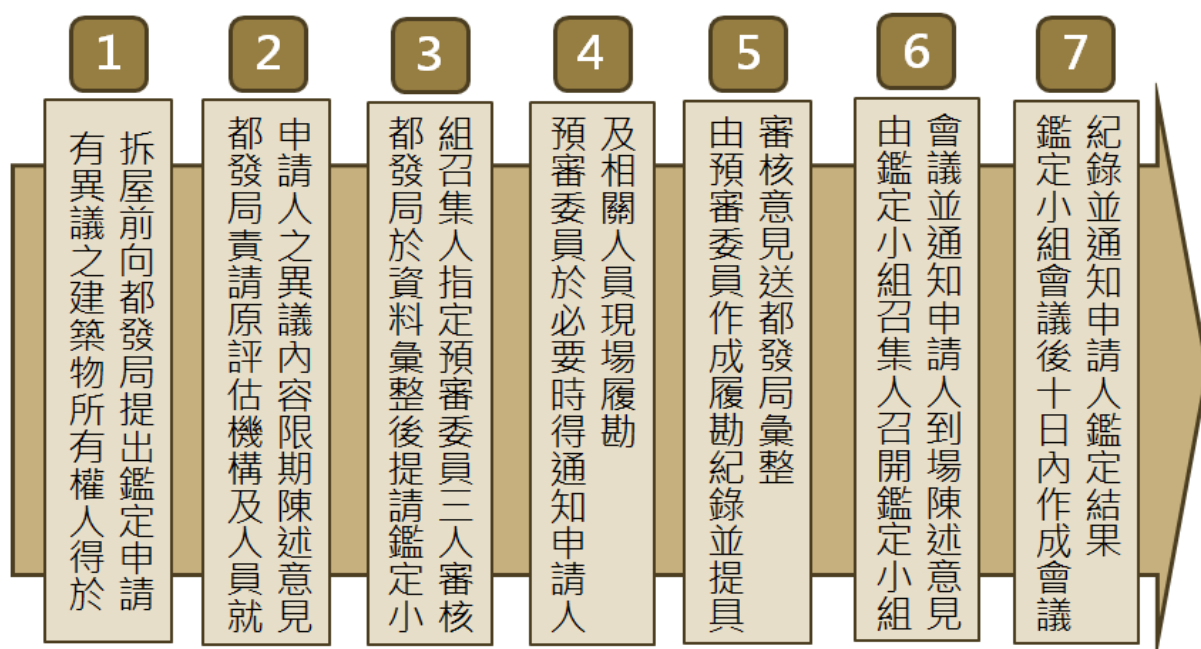 1
有異議之建築物所有權人得於
拆屋前向都發局提出鑑定申請
2
都發局責請原評估機構及人員就
申請人之異議內容限期陳述意見
3
都發局於資料彙整後提請鑑定小
組召集人指定預審委員三人審核
4
預審委員於必要時得通知申請人
及相關人員現場履勘
5
由預審委員作成履勘紀錄並提具
審核意見送都發局彙整
6
由鑑定小組召集人召開鑑定小組
會議並通知申請人到場陳述意見
7
鑑定小組會議後十日內作成會議
紀錄並通知申請人鑑定結果